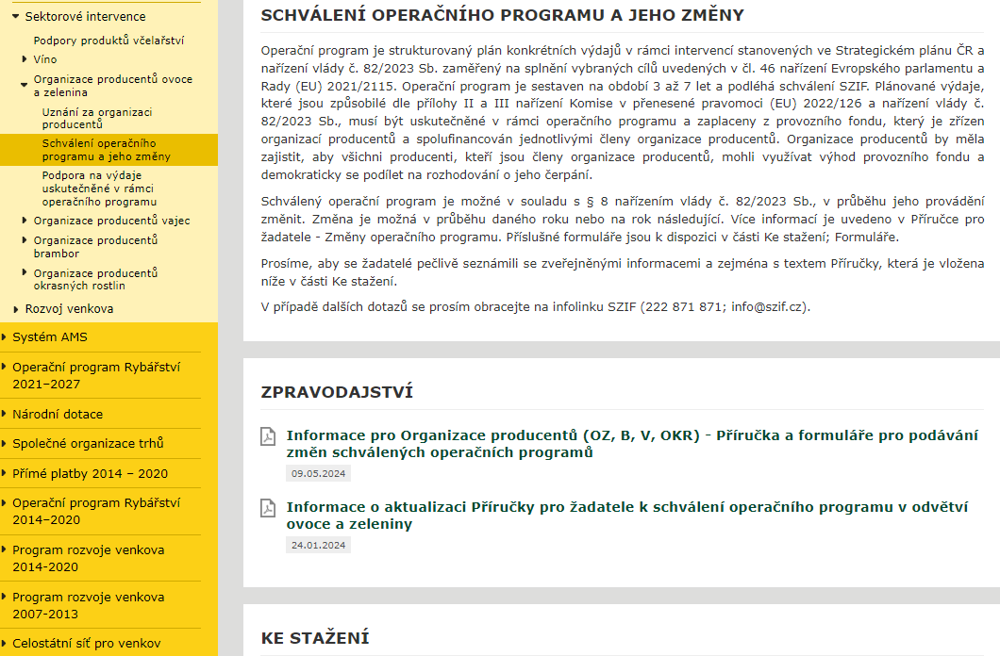 Sektorové intervence
Podpory produktů včelařství
Víno
Organizace producentů ovoce
a zelenina
Uznání za organizaci
producentů
Schválení operačního
programu a jeho změny
Podpora na výdaje
uskutečněné v rámci
operačního programu
Organizace producentů vajec
Organizace producentů
brambor
Organizace producentů
okrasných rostlin
Rozvoj venkova
Systém AMS
Operační program Rybářství
2021–2027
Národní dotace
Společné organizace trhů
Přímé platby 2014 – 2020
Operační program Rybářství
2014–2020
Program rozvoje venkova
2014-2020
Program rozvoje venkova
2007-2013
Celostátní síť pro venkov
SCHVÁLENÍ OPERAČNÍHO PROGRAMU A JEHO ZMĚNY
Operační program je strukturovaný plán konkrétních výdajů v rámci intervencí stanovených ve Strategickém plánu ČR a
nařízení vlády č. 82/2023 Sb. zaměřený na splnění vybraných cílů uvedených v čl. 46 nařízení Evropského parlamentu a
Rady (EU) 2021/2115. Operační program je sestaven na období 3 až 7 let a podléhá schválení SZIF. Plánované výdaje,
které jsou způsobilé dle přílohy II a III nařízení Komise v přenesené pravomoci (EU) 2022/126 a nařízení vlády č.
82/2023 Sb., musí být uskutečněné v rámci operačního programu a zaplaceny z provozního fondu, který je zřízen
organizací producentů a spolufinancován jednotlivými členy organizace producentů. Organizace producentů by měla
zajistit, aby všichni producenti, kteří jsou členy organizace producentů, mohli využívat výhod provozního fondu a
demokraticky se podílet na rozhodování o jeho čerpání.
Schválený operační program je možné v souladu s § 8 nařízením vlády č. 82/2023 Sb., v průběhu jeho provádění
změnit. Změna je možná v průběhu daného roku nebo na rok následující. Více informací je uvedeno v Příručce pro
žadatele - Změny operačního programu. Příslušné formuláře jsou k dispozici v části Ke stažení; Formuláře.
Prosíme, aby se žadatelé pečlivě seznámili se zveřejněnými informacemi a zejména s textem Příručky, která je vložena
níže v části Ke stažení.
V případě dalších dotazů se prosím obracejte na infolinku SZIF (222 871 871; info@szif.cz).
ZPRAVODAJSTVÍ
Informace pro Organizace producentů (OZ, B, V, OKR) - Příručka a formuláře pro podávání
změn schválených operačních programů
09.05.2024
Informace o aktualizaci Příručky pro žadatele k schválení operačního programu v odvětví
ovoce a zeleniny
24.01.2024
KE STAŽENÍ